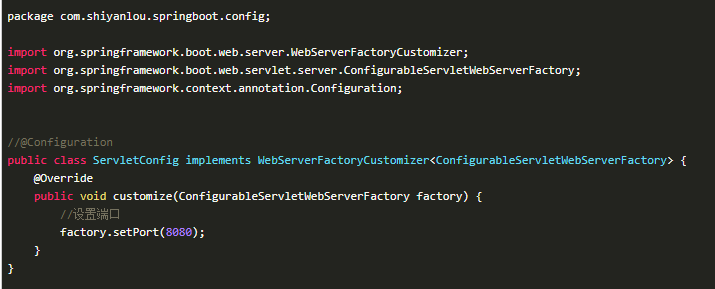 package com.shiyanlou.springboot.config;
import org.springframework.boot.web.server.WebServerFactoryCustomizer;
import org.springframework.boot.web.servlet.server.ConfigurableServletWebServerFactory;
import org.springframework.context.annotation.Configuration;
//@Configuration
public class ServletConfig implements WebServerFactoryCustomizer<ConfigurableServletWebServerFactory> {
@Override
public void customize(ConfigurableServletWebServerFactory factory) {
//设置端口
factory.setPort(8080);
}
}